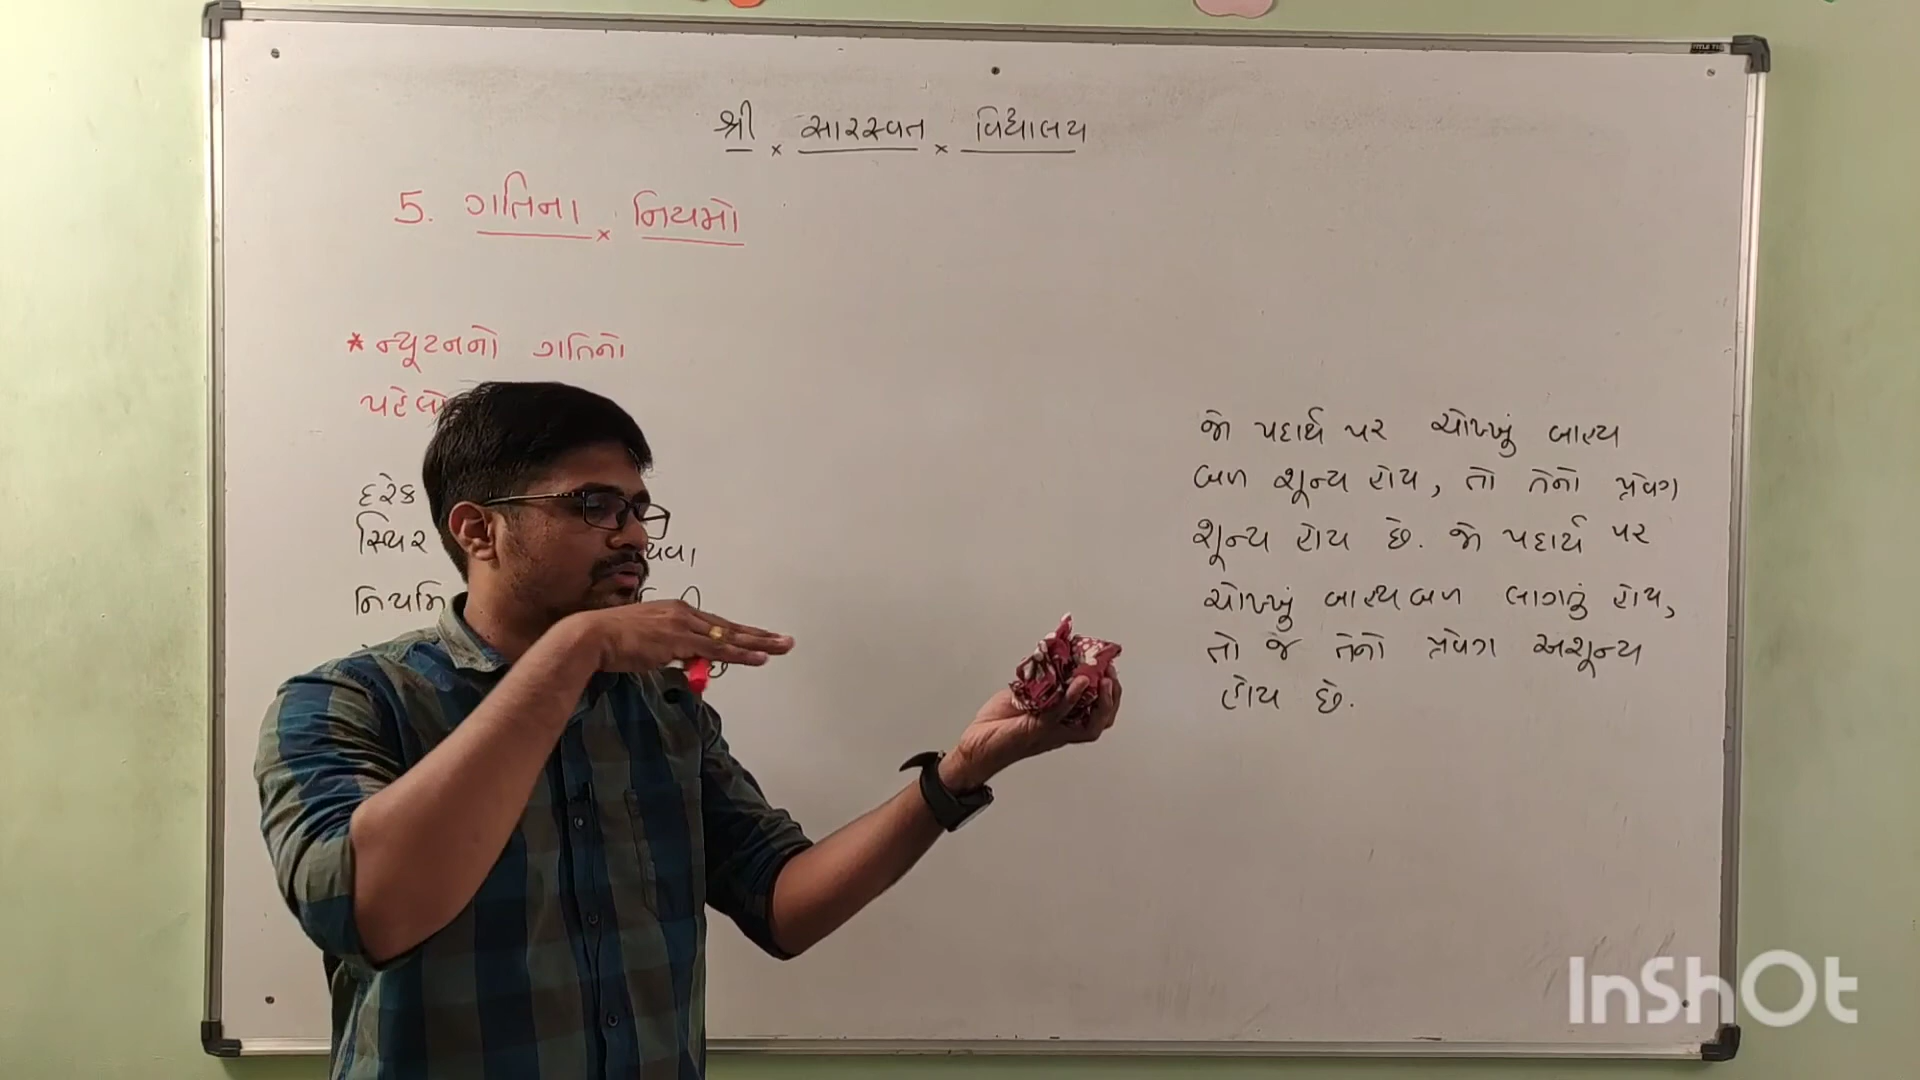 શ્રી × સારસ્વત × વિદ્યાલય
5. ગતિના × નિયમો
* ન્યૂટનનો ગતિનો
પહેલો
દરેક
સ્થિર થવા
નિયમિ
છે
જો પદાર્થ પર ચોખ્ખું બાહ્ય
બળ શૂન્ય હોય, તો તેનો પ્રવેગ
શૂન્ય હોય છે. જો પદાર્થ પર
ચોખ્ખું બાહ્યબળ લાગતું હોય,
તો જ તેનો પ્રવેગ અશૂન્ય
હોય છે.
InShOt